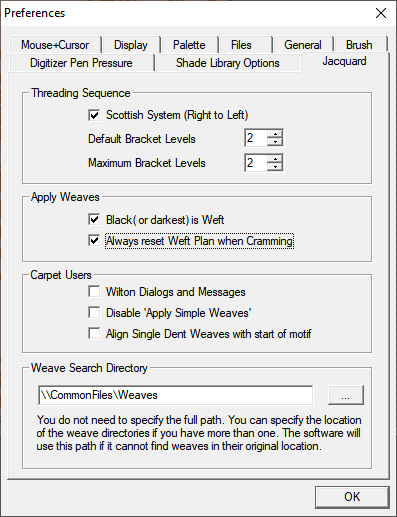 Preferences
Mouse+Cursor Display Palette Files General Brush
Digitizer Pen Pressure Shade Library Options Jacquard
Threading Sequence
Scottish System (Right to Left)
Default Bracket Levels 2
Maximum Bracket Levels 2
Apply Weaves
Black( or darkest) is Weft
Always reset Weft Plan when Cramming
Carpet Users
Wilton Dialogs and Messages
Disable 'Apply Simple Weaves'
Align Single Dent Weaves with start of motif
Weave Search Directory
\\CommonFiles\Weaves ...
You do not need to specify the full path. You can specify the location
of the weave directories if you have more than one. The software will
use this path if it cannot find weaves in their original location.
OK